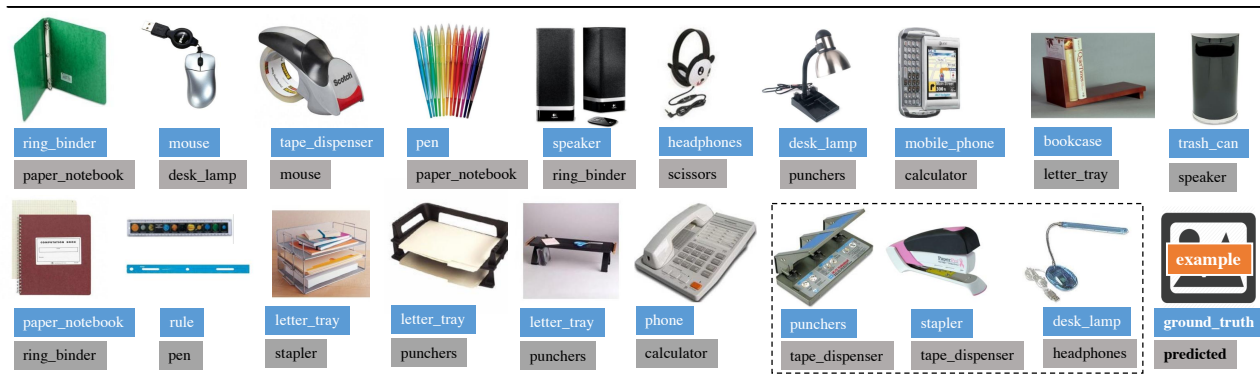 Scotch
ring_binder mouse tape_dispenser pen speaker headphones desk_lamp mobile_phone bookcase trash_can
paper_notebook desk_lamp mouse paper_notebook ring_binder scissors punchers calculator letter_tray speaker
example
paper_notebook rule letter_tray letter_tray letter_tray phone punchers stapler desk_lamp ground_truth
ring_binder pen stapler punchers punchers calculator tape_dispenser tape_dispenser headphones predicted